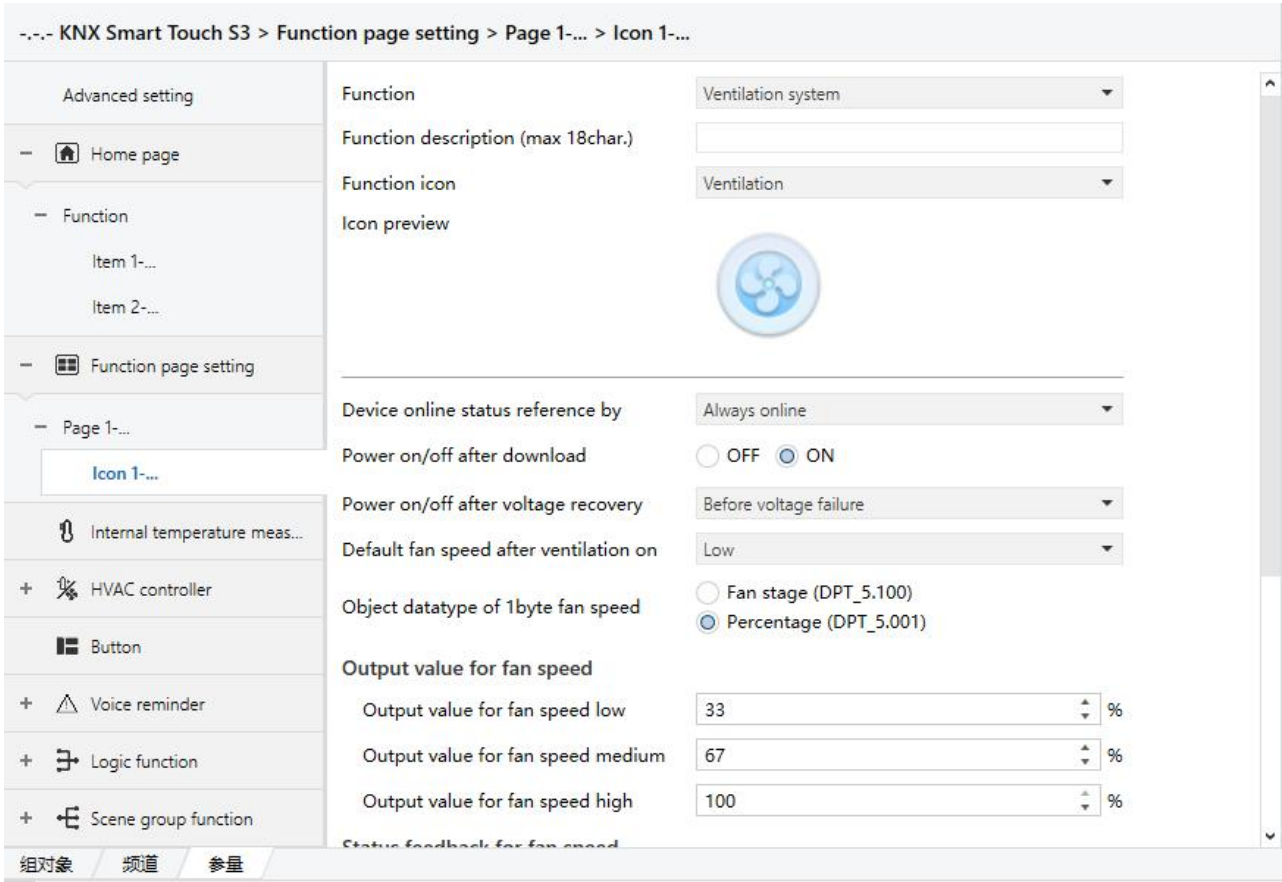 -.-.- KNX Smart Touch S3 > Function page setting > Page 1-... > Icon 1-...
Advanced setting
Home page
Function
Item 1-...
Item 2-...
Function page setting
Page 1-...
Icon 1-...
Internal temperature meas...
HVAC controller
Button
Voice reminder
Logic function
Scene group function
Function Ventilation system
Function description (max 18char.)
Function icon Ventilation
Icon preview
Device online status reference by Always online
Power on/off after download OFF ON
Power on/off after voltage recovery Before voltage failure
Default fan speed after ventilation on Low
Object datatype of 1byte fan speed Fan stage (DPT_5.100)
Percentage (DPT_5.001)
Output value for fan speed
Output value for fan speed low 33 %
Output value for fan speed medium 67 %
Output value for fan speed high 100 %
Status feedback for fan speed
组对象 频道 参量